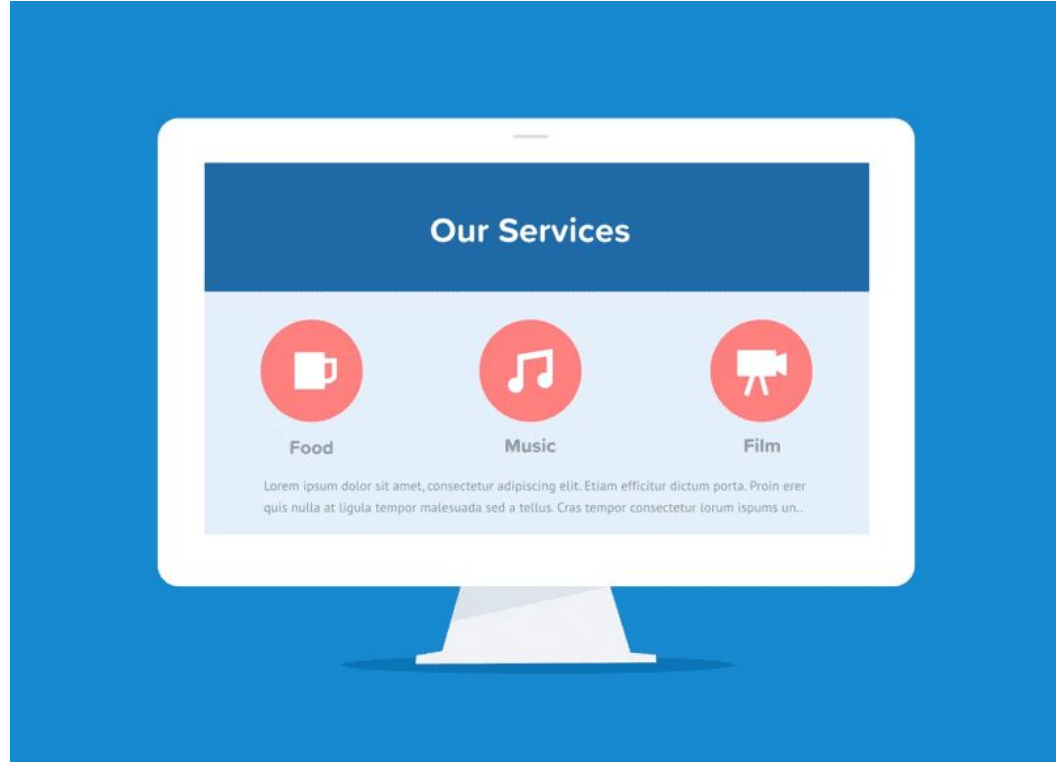 Our Services
Food
Music
Film
Lorem ipsum dolor sit amet, consectetur adipiscing elit. Etiam efficitur dictum porta. Proin erer
quis nulla at ligula tempor malesuada sed a tellus. Cras tempor consectetur lorum ispums un..